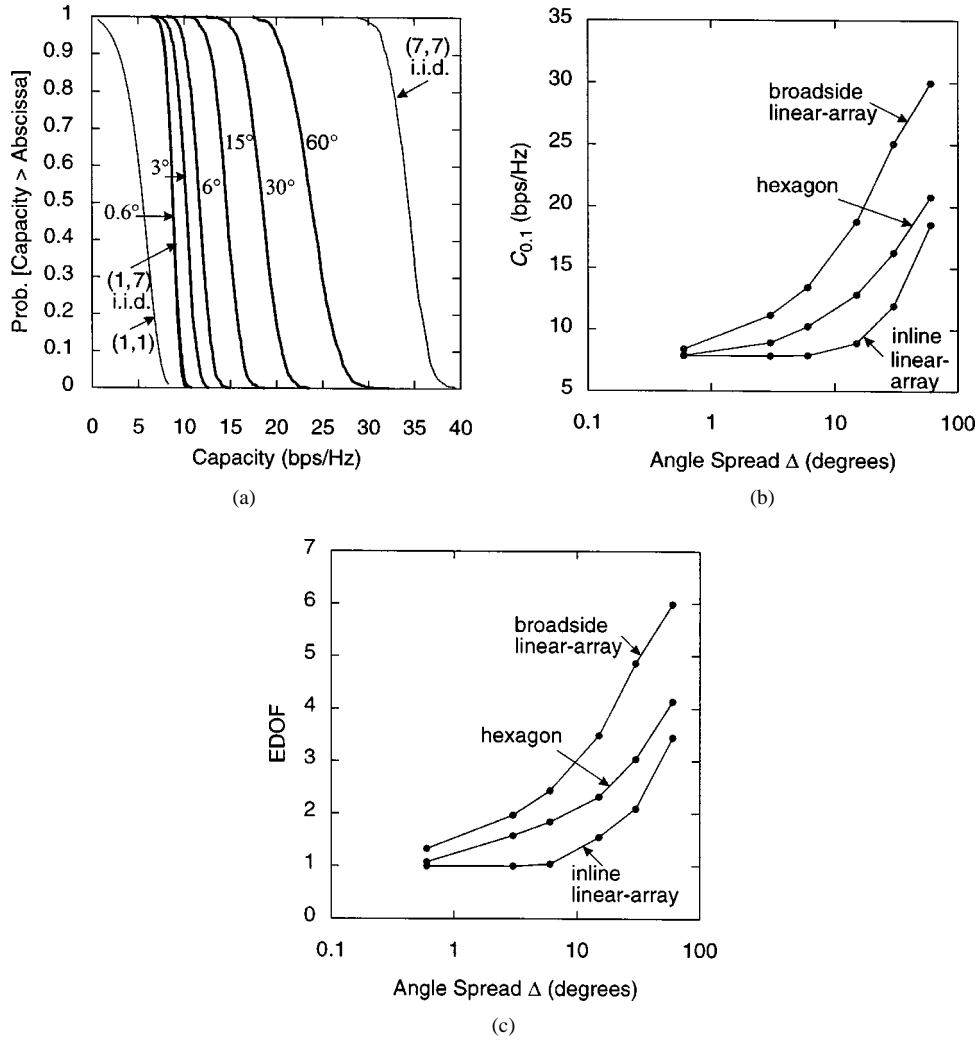 Prob. [Capacity > Abscissa]
1
0.9
0.8
0.7
0.6
0.5
0.4
0.3
0.2
0.1
0
(7,7)
i.i.d.
3°
6°
15°
30°
60°
0.6°
(1,7)
i.i.d.
(1,1)
0 5 10 15 20 25 30 35 40
Capacity (bps/Hz)
(a)
C0.1 (bps/Hz)
35
30
25
20
15
10
5
broadside
linear-array
hexagon
inline
linear-
array
0.1 1 10 100
Angle Spread Δ (degrees)
(b)
EDOF
7
6
5
4
3
2
1
0
broadside
linear-array
hexagon
inline
linear-array
0.1 1 10 100
Angle Spread Δ (degrees)
(c)